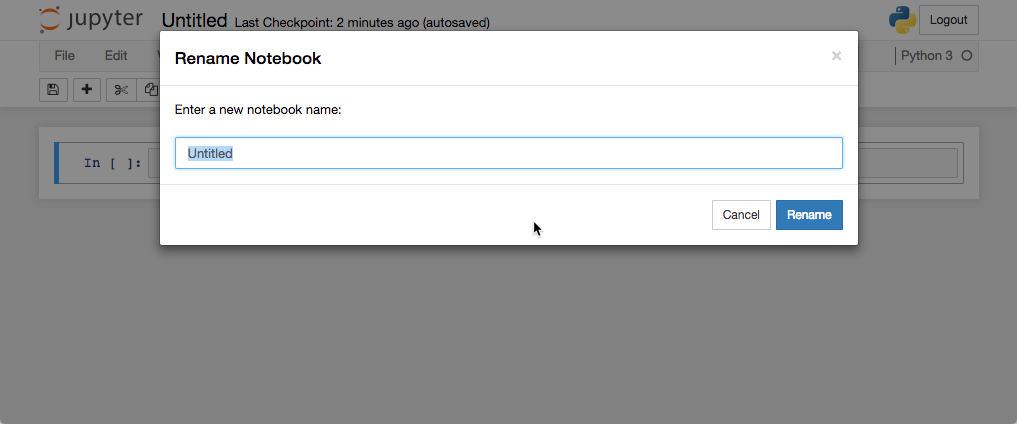 jupyter Untitled Last Checkpoint: 2 minutes ago (autosaved) Logout
File Edit Python 3
Rename Notebook
Enter a new notebook name:
Untitled
In [ ]:
Cancel Rename